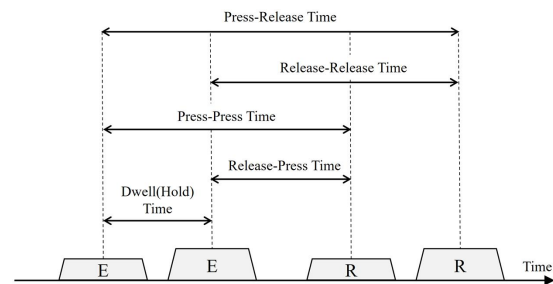 Press-Release Time
Release-Release Time
Press-Press Time
Release-Press Time
Dwell(Hold)
Time
E
E
R
R
Time